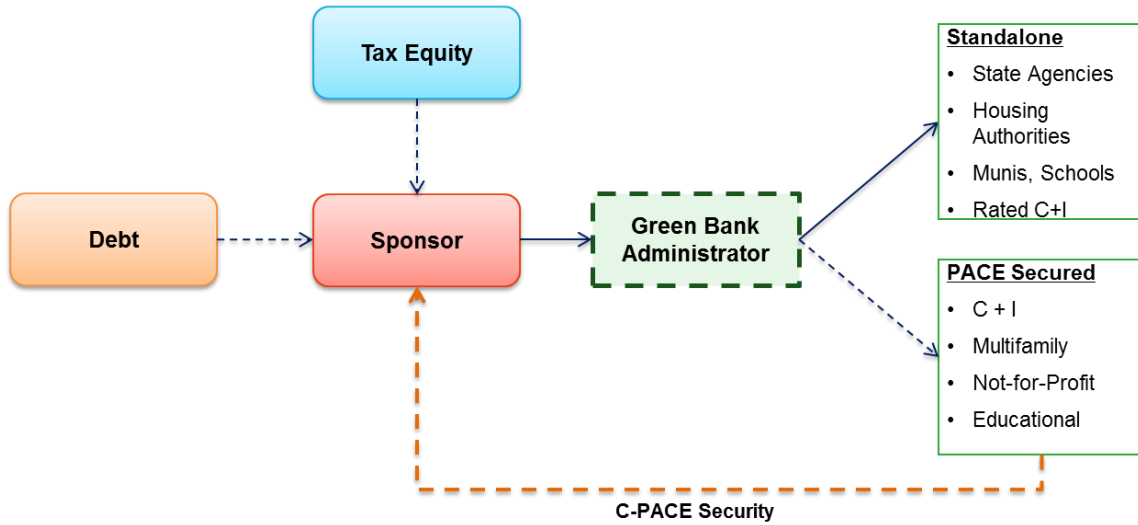 Tax Equity
Debt
Sponsor
Green Bank
Administrator
Standalone
• State Agencies
• Housing
Authorities
• Munis, Schools
• Rated C+I
PACE Secured
• C + I
• Multifamily
• Not-for-Profit
• Educational
C-PACE Security